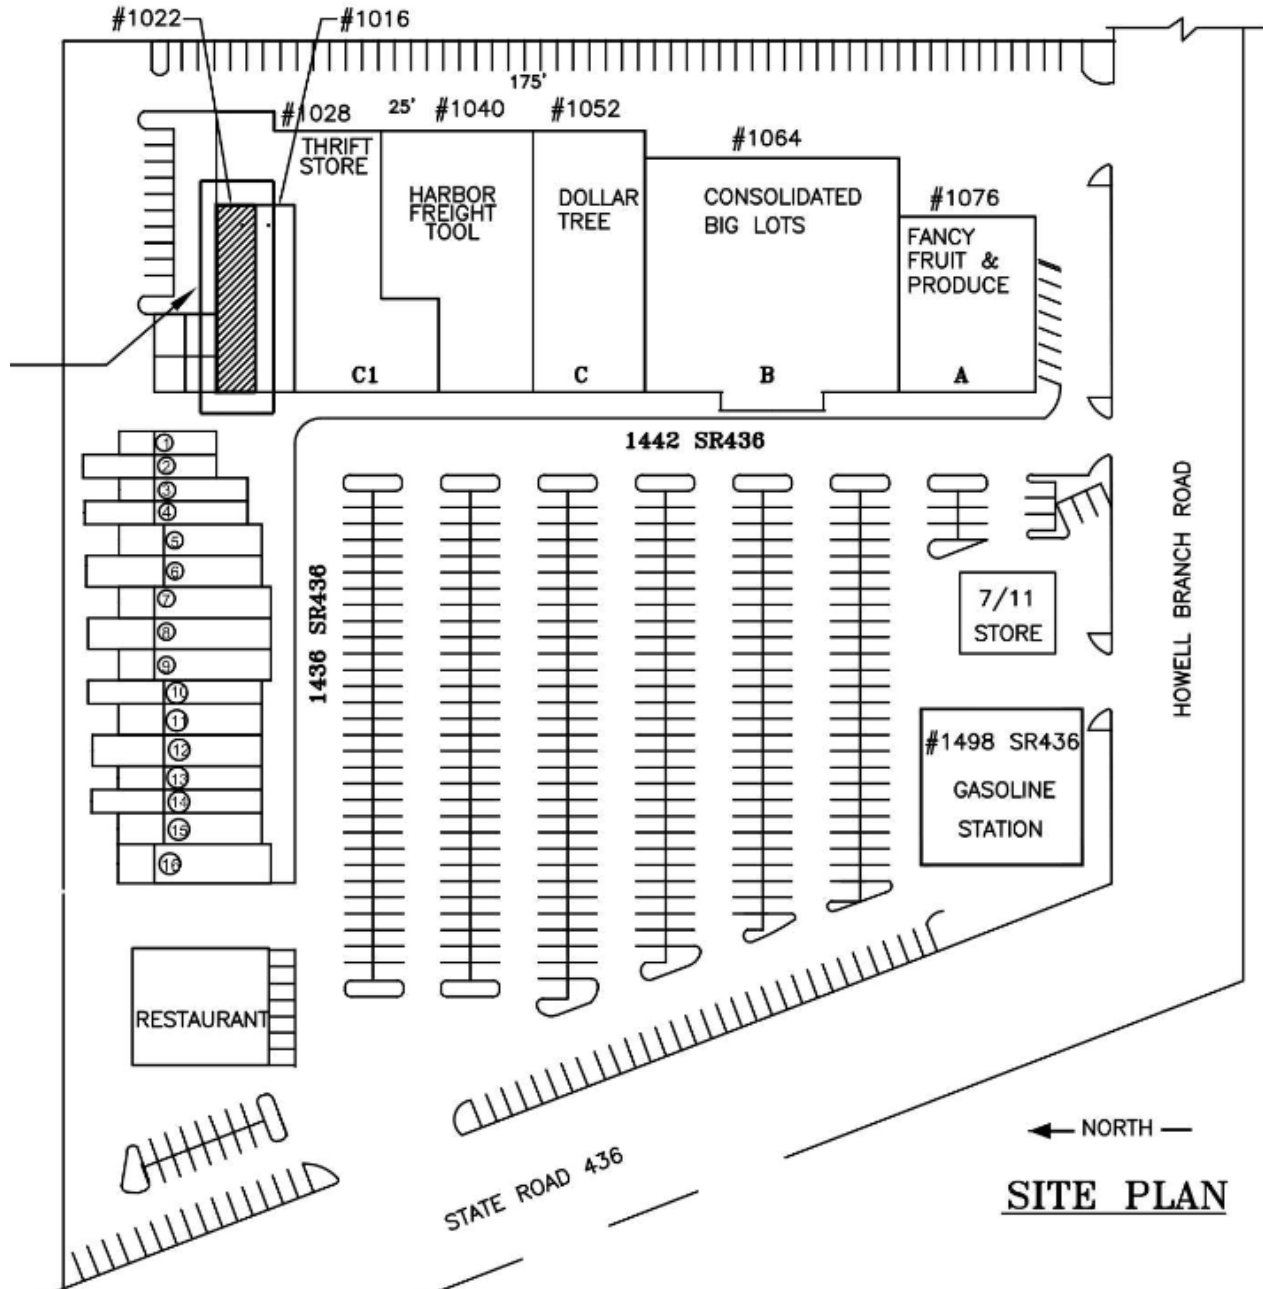 #1022
#1016
175'
#1028
25'
#1040
#1052
#1064
#1076
THRIFT
STORE
HARBOR
FREIGHT
TOOL
DOLLAR
TREE
CONSOLIDATED
BIG LOTS
FANCY
FRUIT &
PRODUCE
C1
C
B
A
1442 SR436
1436 SR436
1
2
3
4
5
6
7
8
9
10
11
12
13
14
15
16
7/11
STORE
HOWELL BRANCH ROAD
#1498 SR436
GASOLINE
STATION
RESTAURANT
STATE ROAD 436
NORTH
SITE PLAN